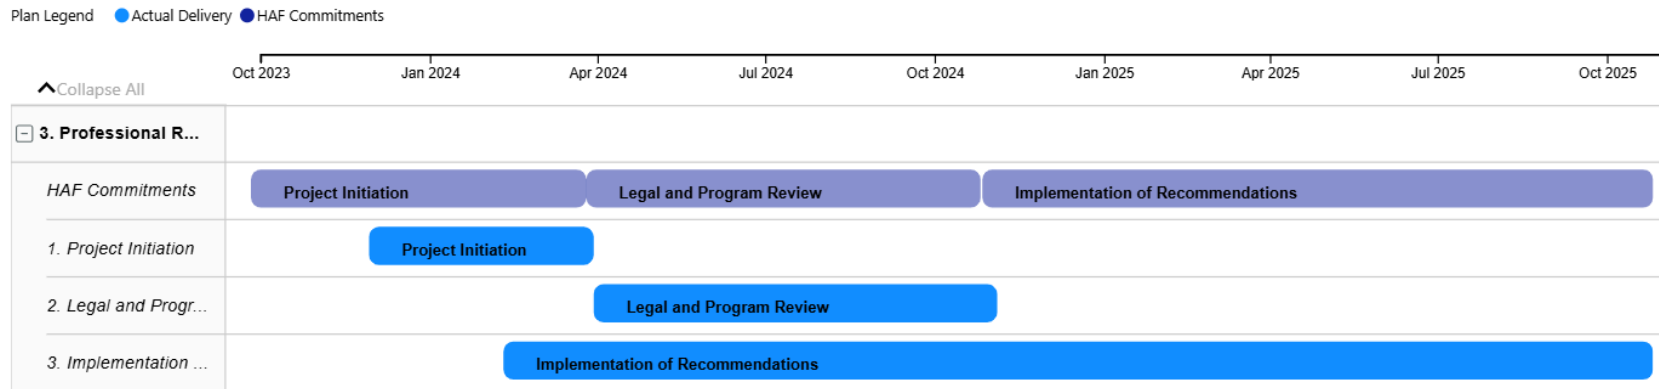 Plan Legend Actual Delivery HAF Commitments
Oct 2023 Jan 2024 Apr 2024 Jul 2024 Oct 2024 Jan 2025 Apr 2025 Jul 2025 Oct 2025
Collapse All
3. Professional R...
HAF Commitments Project Initiation Legal and Program Review Implementation of Recommendations
1. Project Initiation Project Initiation
2. Legal and Progr... Legal and Program Review
3. Implementation ... Implementation of Recommendations